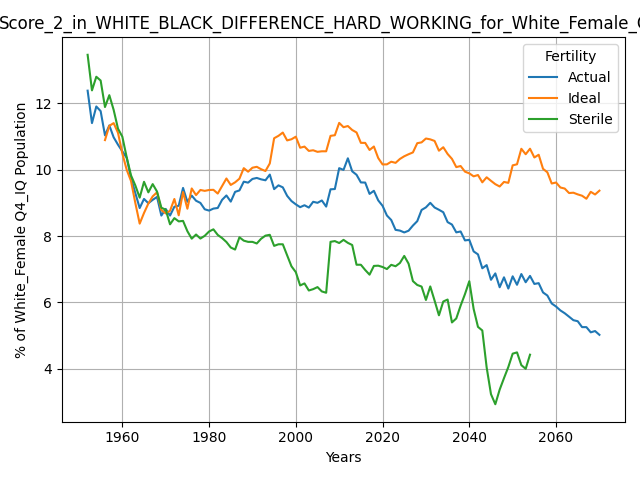 Score_2_in_WHITE_BLACK_DIFFERENCE_HARD_WORKING_for_White_Female_
Fertility
Actual
Ideal
Sterile
% of White_Female Q4_IQ Population
12
10
8
6
4
1960
1980
2000
2020
2040
2060
Years